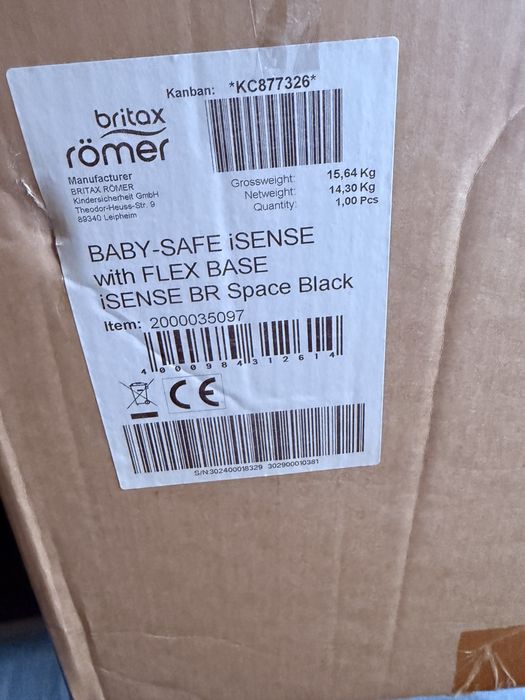 Kanban: *KC877326*
britax
römer
Manufacturer
BRITAX RÖMER
Kindersicherheit GmbH
Theodor-Heuss-Str. 9
89340 Leipheim
Grossweight: 15,64 Kg
Netweight: 14,30 Kg
Quantity: 1,00 Pcs
BABY-SAFE iSENSE
with FLEX BASE
iSENSE BR Space Black
Item: 2000035097
4 000984 312614
CE
S/N:302400018329 302900010381